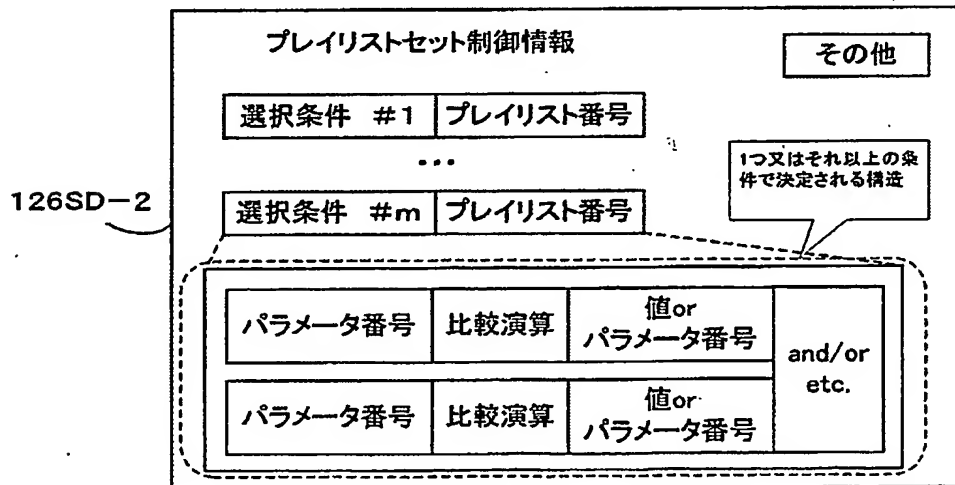 プレイリストセット制御情報
その他
選択条件 #1 プレイリスト番号
・・・
1つ又はそれ以上の条
件で決定される構造
126SD-2
選択条件 #m プレイリスト番号
パラメータ番号 比較演算 値or
パラメータ番号
and/or
etc.
パラメータ番号 比較演算 値or
パラメータ番号